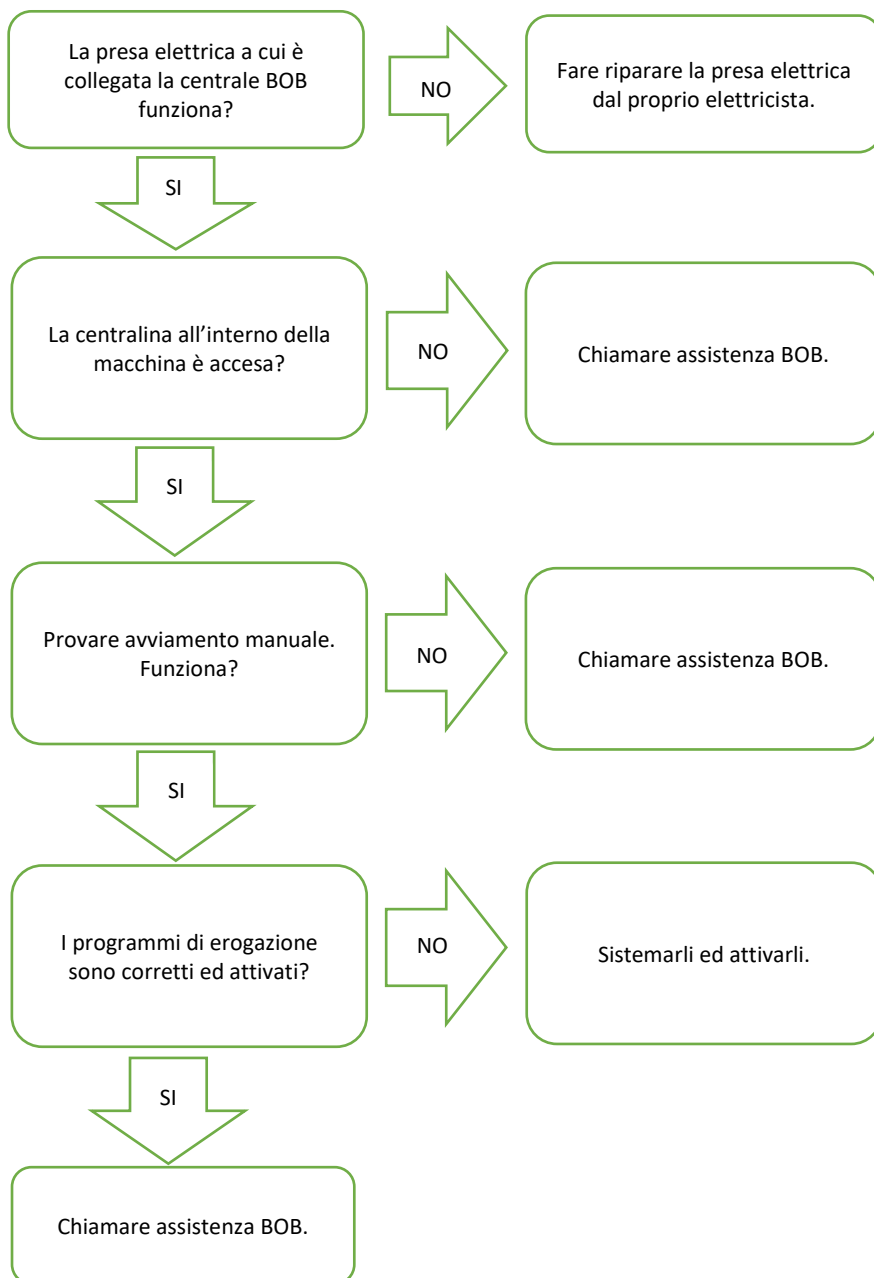 La presa elettrica a cui è
collegata la centrale BOB
funziona?
NO
Fare riparare la presa elettrica
dal proprio elettricista.
SI
La centralina all’interno della
macchina è accesa?
NO
Chiamare assistenza BOB.
SI
Provare avviamento manuale.
Funziona?
NO
Chiamare assistenza BOB.
SI
I programmi di erogazione
sono corretti ed attivati?
NO
Sistemarli ed attivarli.
SI
Chiamare assistenza BOB.